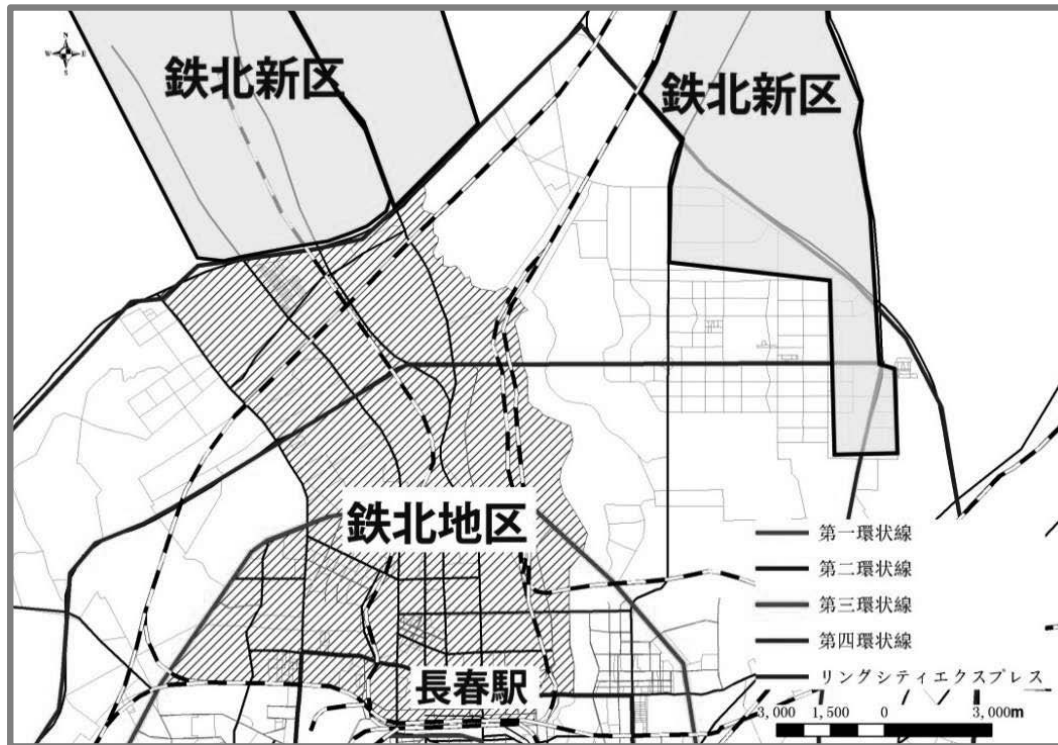 N
W
E
S
鉄北新区
鉄北新区
鉄北地区
長春駅
第一環状線
第二環状線
第三環状線
第四環状線
リングシティエクスプレス
3,000 1,500 0 3,000m